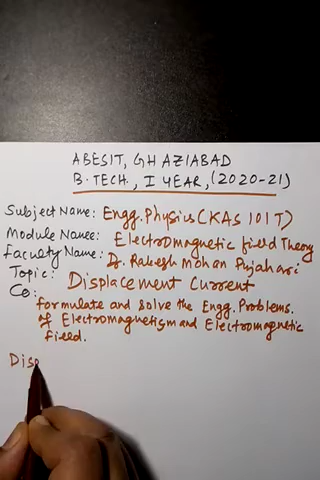 ABESIT, GHAZIABAD
B.TECH., I YEAR, (2020-21)
Subject Name: Engg. Physics (KAS 101T)
Module Name: Electromagnetic field Theory
Faculty Name: Dr. Rakesh Mohan Pujahari
Topic: Displacement Current
CO: formulate and solve the Engg. Problems
of Electromagnetism and Electromagnetic
field.
Disp